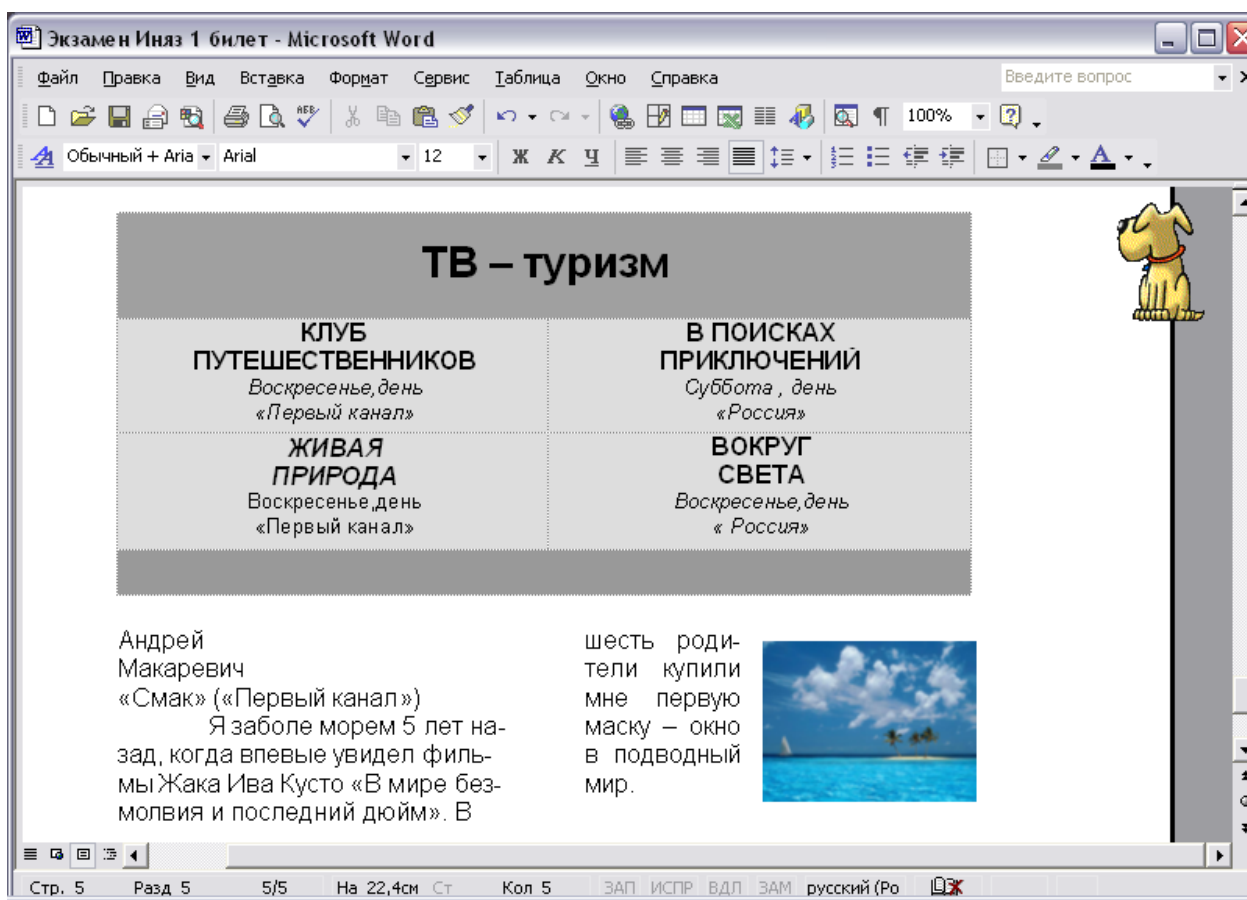 Экзамен Иняз 1 билет - Microsoft Word
Файл Правка Вид Вставка Формат Сервис Таблица Окно Справка Введите вопрос
100%
Обычный + Aria Arial 12 Ж К Ч
ТВ – туризм
КЛУБ
ПУТЕШЕСТВЕННИКОВ
Воскресенье,день
«Первый канал»
В ПОИСКАХ
ПРИКЛЮЧЕНИЙ
Суббота , день
«Россия»
ЖИВАЯ
ПРИРОДА
Воскресенье,день
«Первый канал»
ВОКРУГ
СВЕТА
Воскресенье,день
« Россия»
Андрей
Макаревич
«Смак» («Первый канал»)
Я заболе морем 5 лет на-
зад, когда впевые увидел филь-
мы Жака Ива Кусто «В мире без-
молвия и последний дюйм». В
шесть роди-
тели купили
мне первую
маску – окно
в подводный
мир.
Стр. 5 Разд 5 5/5 На 22,4см Ст Кол 5 ЗАП ИСПР ВДЛ ЗАМ русский (Ро